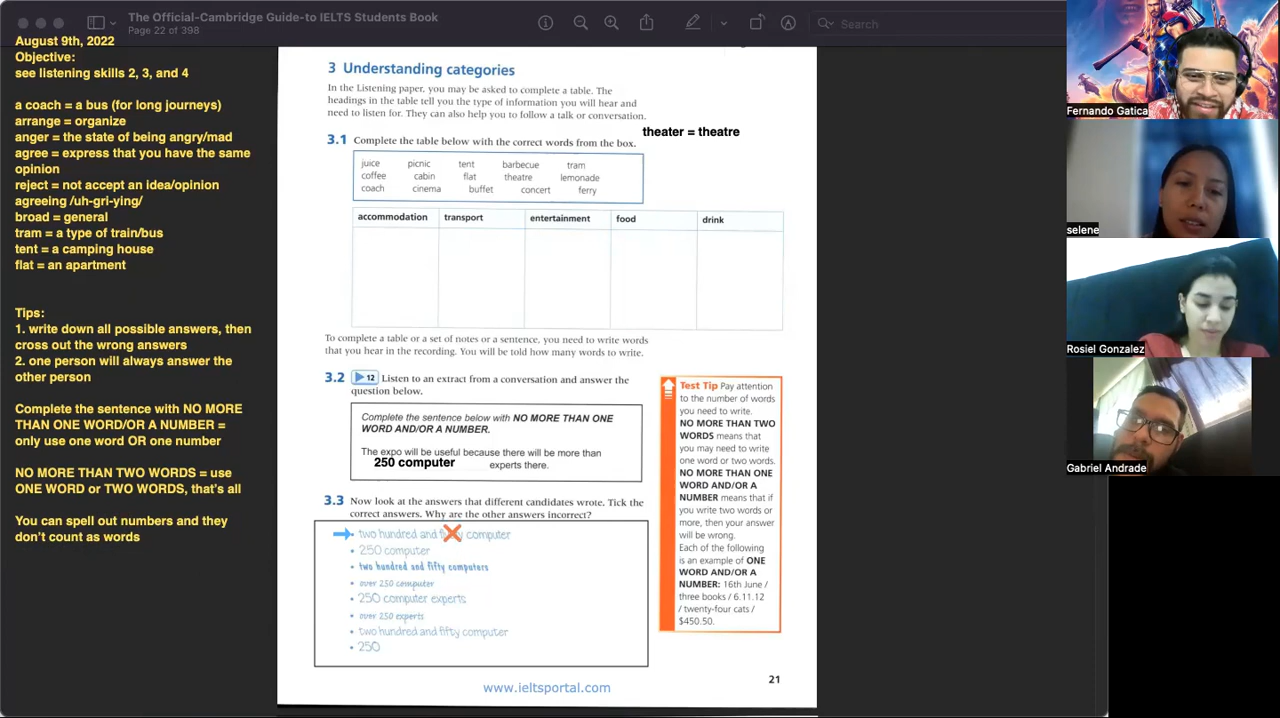 The Official-Cambridge Guide-to IELTS Students Book
Page 22 of 398
Search
August 9th, 2022
Objective:
see listening skills 2, 3, and 4
a coach = a bus (for long journeys)
arrange = organize
anger = the state of being angry/mad
agree = express that you have the same
opinion
reject = not accept an idea/opinion
agreeing /uh-gri-ying/
broad = general
tram = a type of train/bus
tent = a camping house
flat = an apartment
Tips:
1. write down all possible answers, then
cross out the wrong answers
2. one person will always answer the
other person
Complete the sentence with NO MORE
THAN ONE WORD/OR A NUMBER =
only use one word OR one number
NO MORE THAN TWO WORDS = use
ONE WORD or TWO WORDS, that's all
You can spell out numbers and they
don't count as words
3 Understanding categories
In the Listening paper, you may be asked to complete a table. The
headings in the table tell you the type of information you will hear and
need to listen for. They can also help you to follow a talk or conversation.
theater = theatre
3.1 Complete the table below with the correct words from the box.
juice picnic tent barbecue tram
coffee cabin flat theatre lemonade
coach cinema buffet concert ferry
accommodation transport entertainment food drink
To complete a table or a set of notes or a sentence, you need to write words
that you hear in the recording. You will be told how many words to write.
3.2 12 Listen to an extract from a conversation and answer the
question below.
Complete the sentence below with NO MORE THAN ONE
WORD AND/OR A NUMBER.
The expo will be useful because there will be more than
250 computer experts there.
3.3 Now look at the answers that different candidates wrote. Tick the
correct answers. Why are the other answers incorrect?
• two hundred and computer
• 250 computer
• two hundred and fifty computers
• over 250 computer
• 250 computer experts
• over 250 experts
• two hundred and fifty computer
• 250
Test Tip Pay attention
to the number of words
you need to write.
NO MORE THAN TWO
WORDS means that
you may need to write
one word or two words.
NO MORE THAN ONE
WORD AND/OR A
NUMBER means that if
you write two words or
more, then your answer
will be wrong.
Each of the following
is an example of ONE
WORD AND/OR A
NUMBER: 16th June /
three books / 6.11.12
/ twenty-four cats /
$450.50.
www.ieltsportal.com
21
Fernando Gatica
selene
Rosiel Gonzalez
Gabriel Andrade